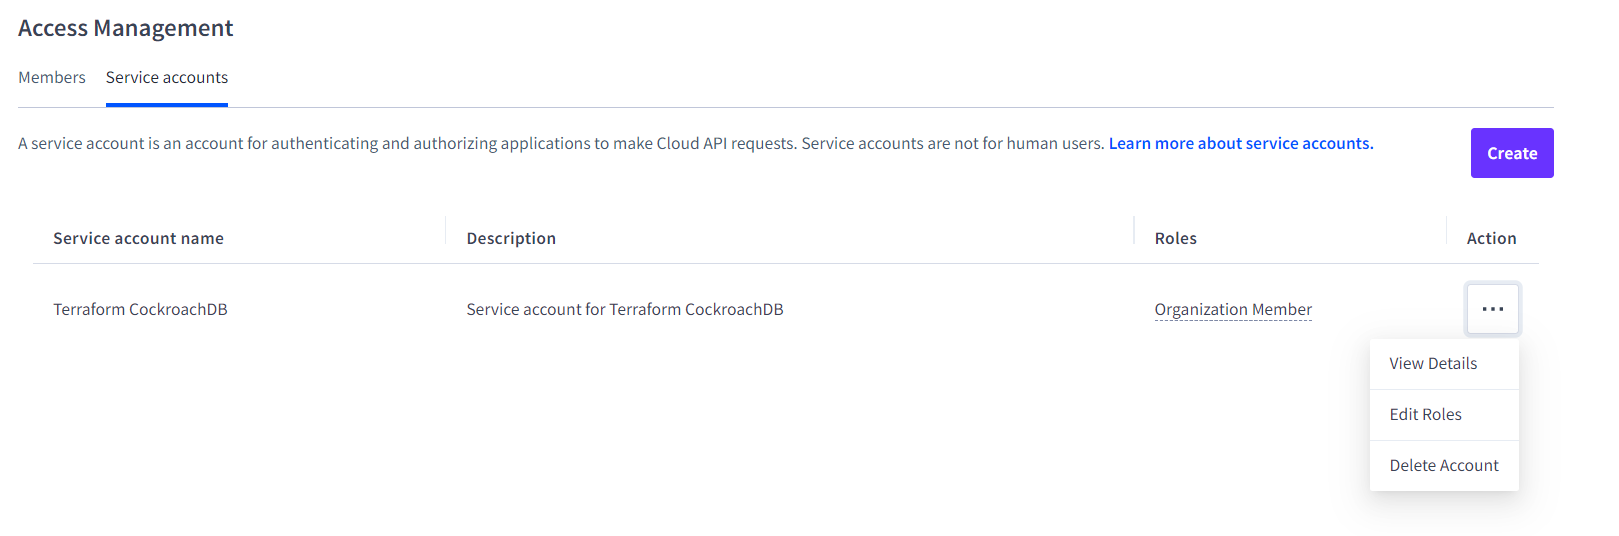 Access Management
Members Service accounts
A service account is an account for authenticating and authorizing applications to make Cloud API requests. Service accounts are not for human users. Learn more about service accounts.
Create
Service account name Description Roles Action
Terraform CockroachDB Service account for Terraform CockroachDB Organization Member ...
View Details
Edit Roles
Delete Account